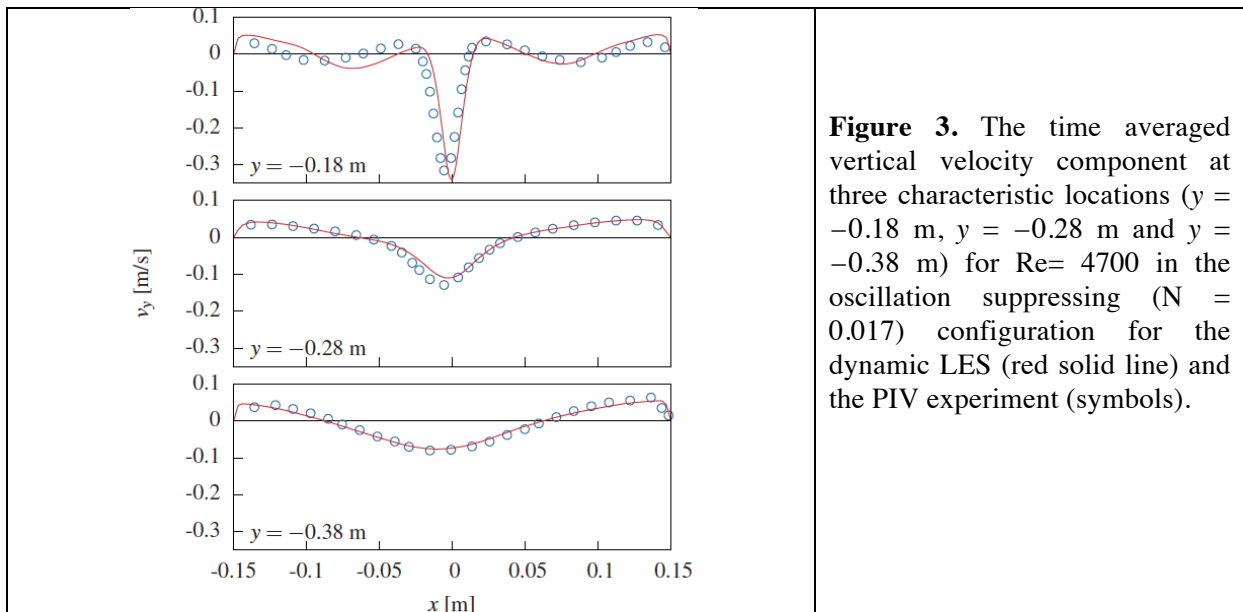 0.1
0
-0.1
-0.2
-0.3
y = −0.18 m
0.1
0
-0.1
-0.2
-0.3
y = −0.28 m
0.1
0
-0.1
-0.2
-0.3
y = −0.38 m
v_y [m/s]
-0.15 -0.1 -0.05 0 0.05 0.1 0.15
x [m]
Figure 3. The time averaged
vertical velocity component at
three characteristic locations (y =
−0.18 m, y = −0.28 m and y =
−0.38 m) for Re= 4700 in the
oscillation suppressing (N =
0.017) configuration for the
dynamic LES (red solid line) and
the PIV experiment (symbols).